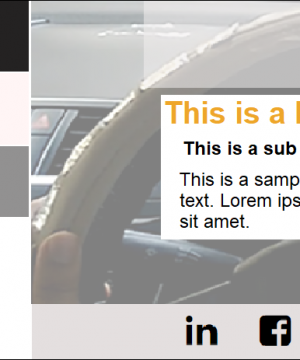 This is a
This is a sub
This is a samp
text. Lorem ips
sit amet.
in